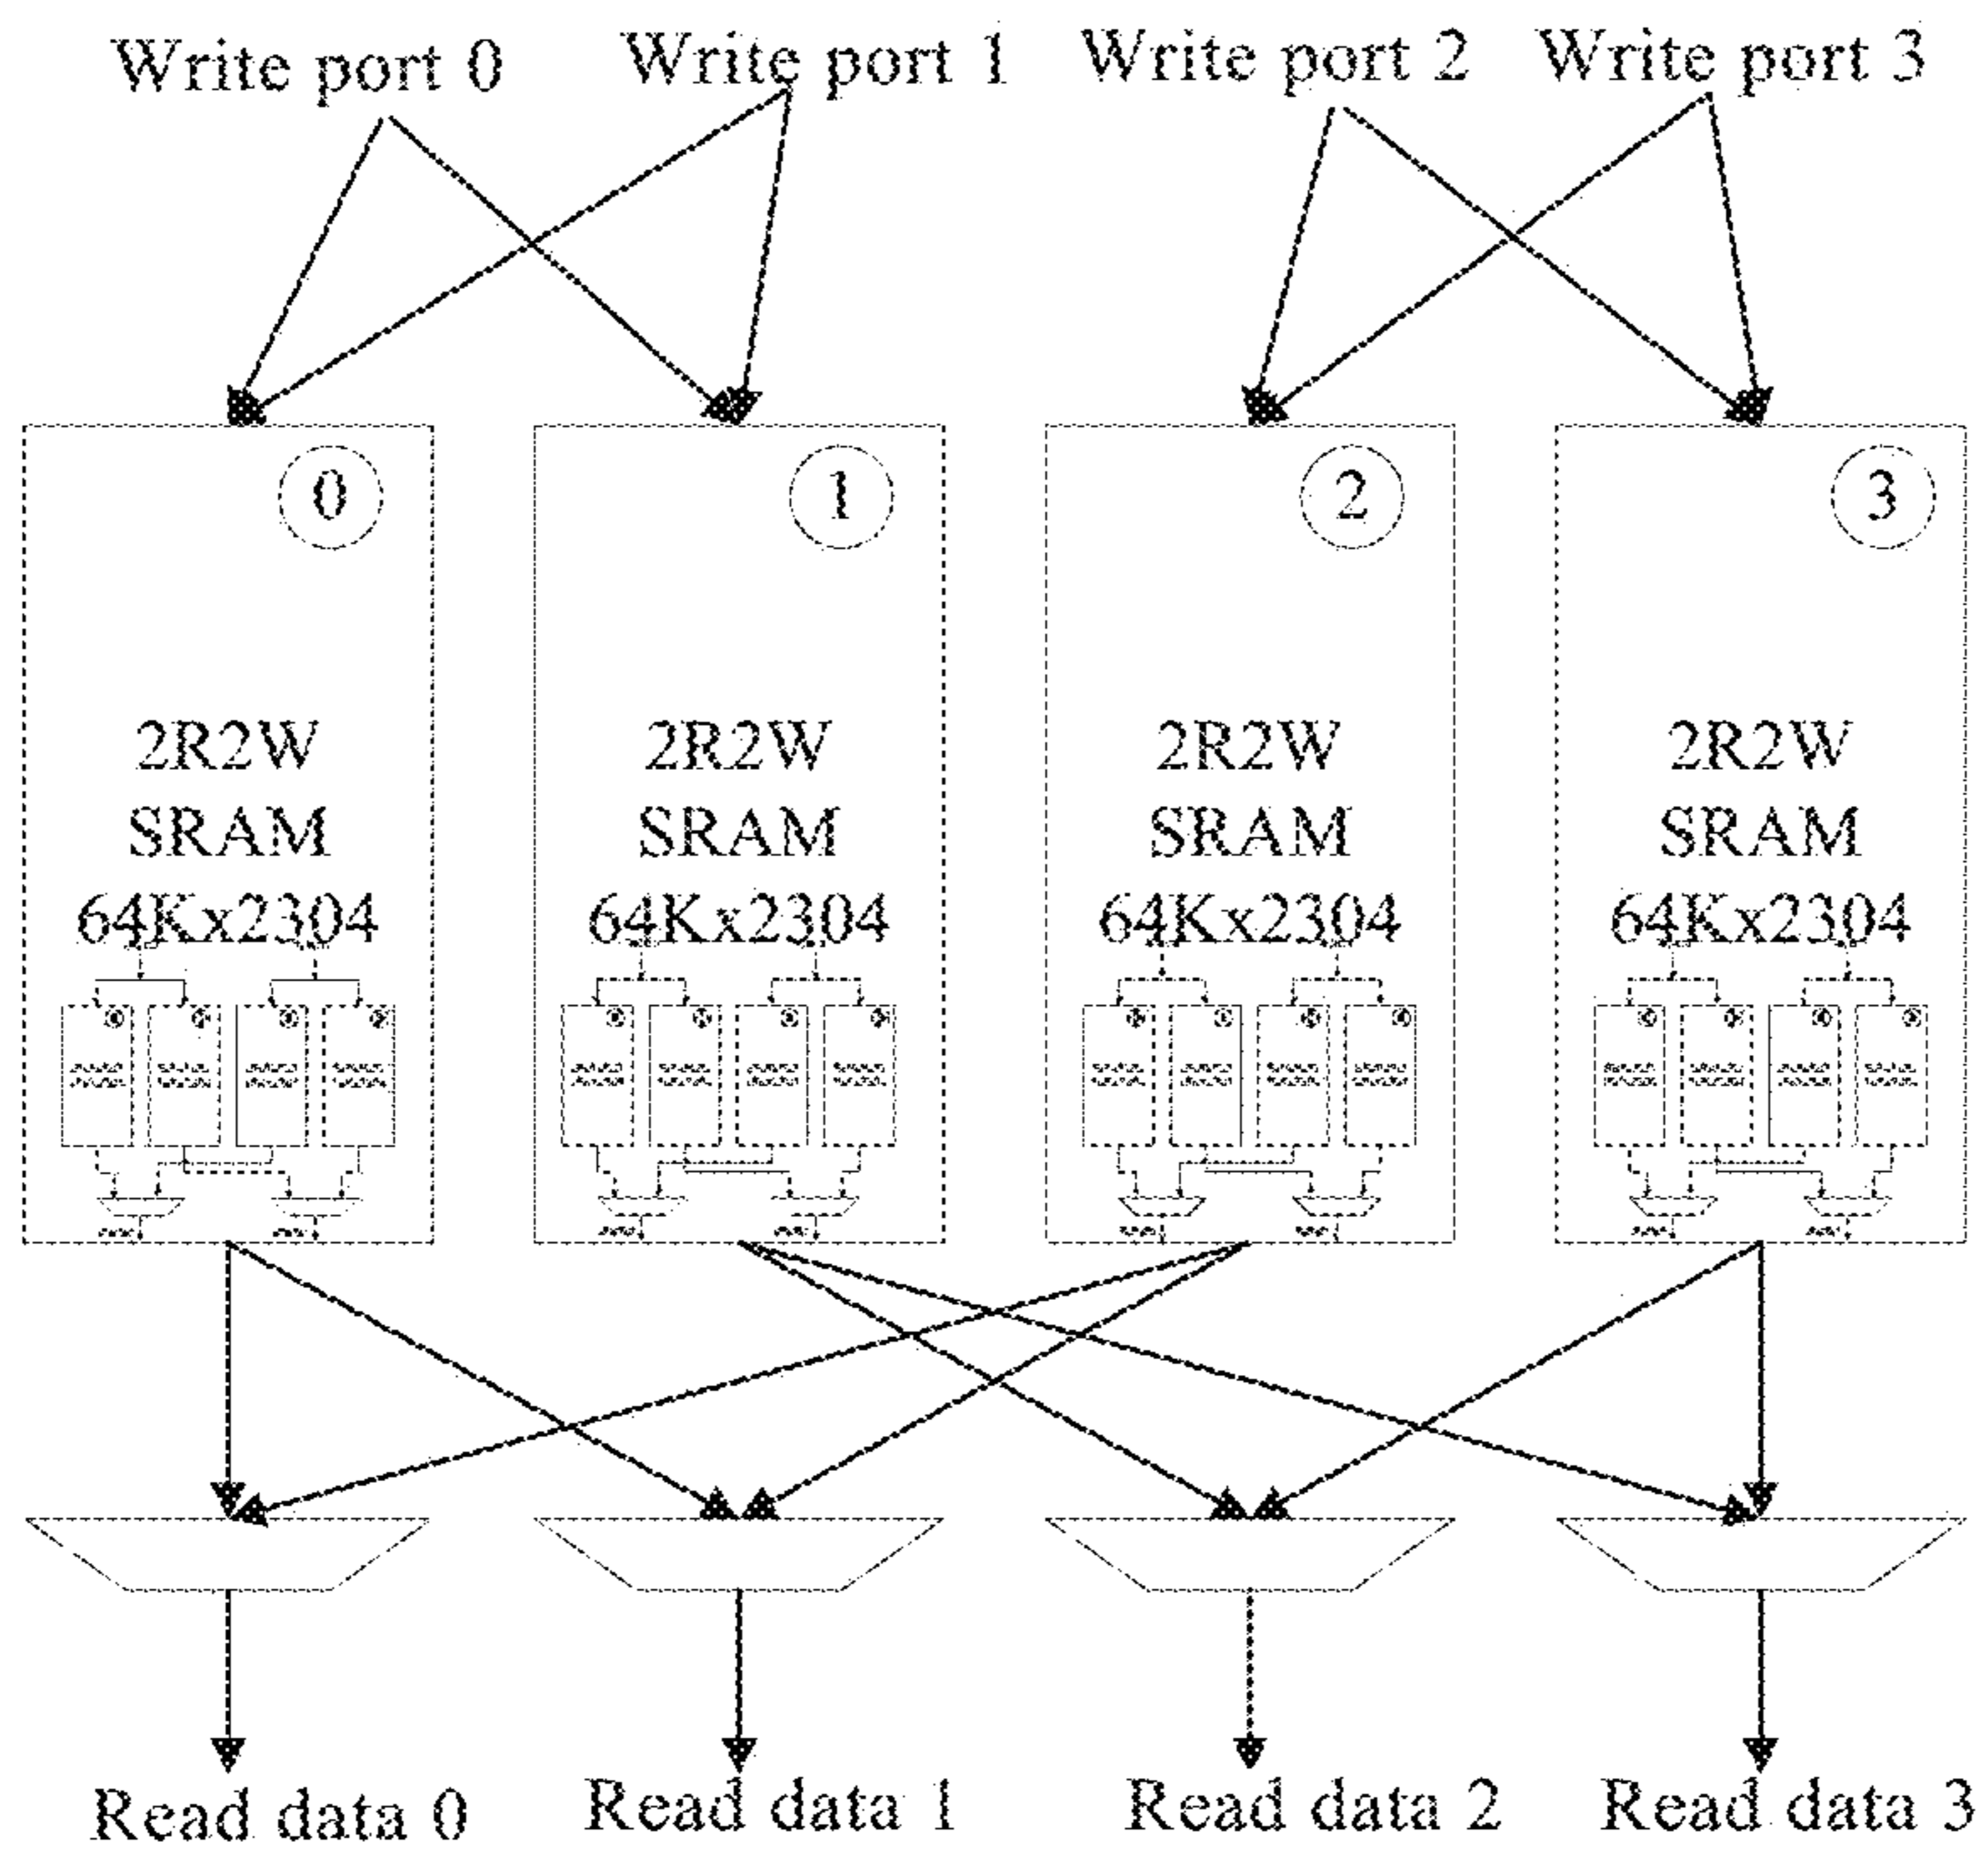 Write port 0
Write port 1
Write port 2
Write port 3
0
1
2
3
2R2W
SRAM
64Kx2304
2R2W
SRAM
64Kx2304
2R2W
SRAM
64Kx2304
2R2W
SRAM
64Kx2304
Read data 0
Read data 1
Read data 2
Read data 3